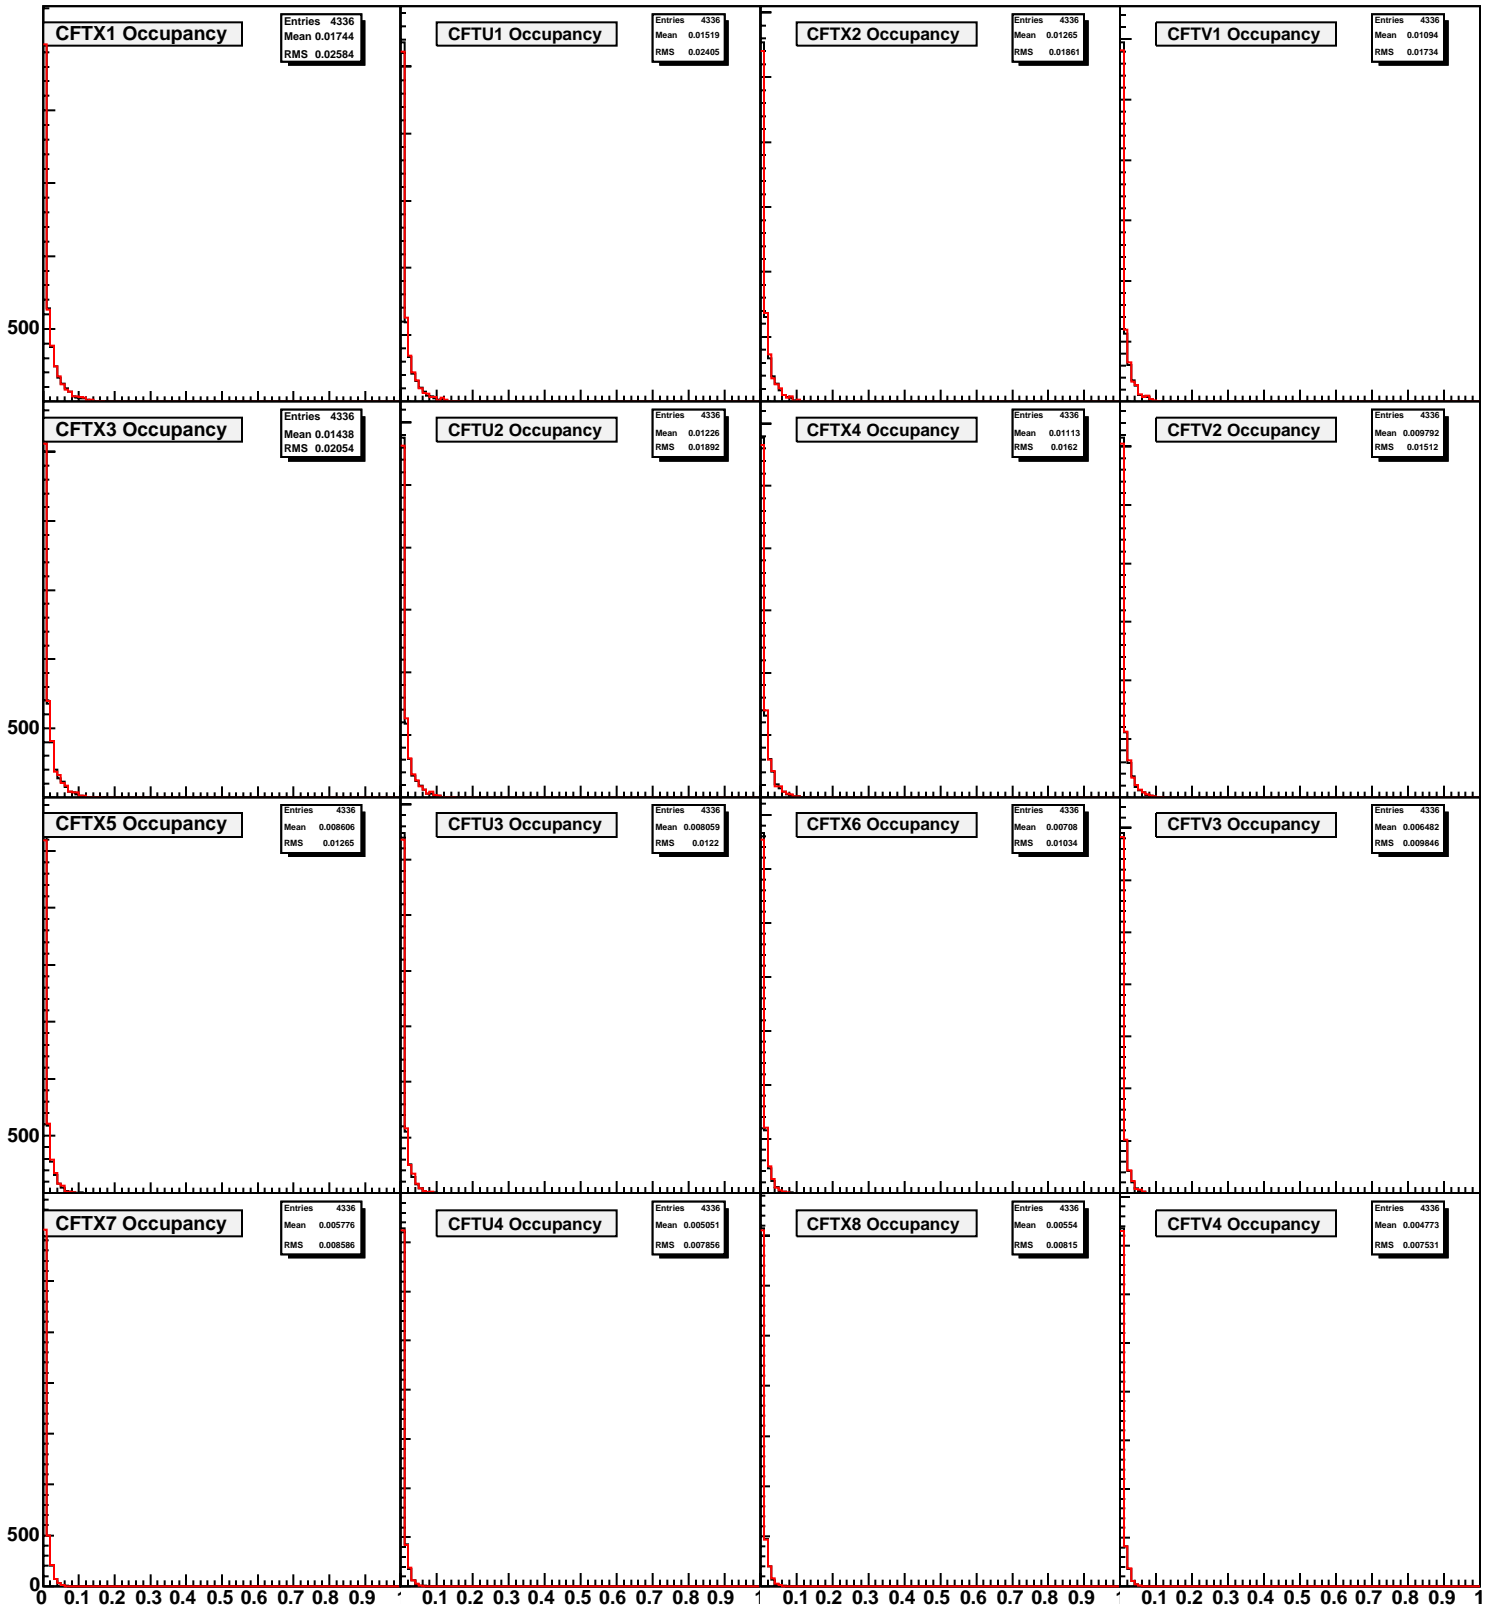 CFTX1 Occupancy
Entries 4336
Mean 0.01744
RMS 0.02584
CFTU1 Occupancy
Entries 4336
Mean 0.01519
RMS 0.02405
CFTX2 Occupancy
Entries 4336
Mean 0.01265
RMS 0.01861
CFTV1 Occupancy
Entries 4336
Mean 0.01094
RMS 0.01734
500
CFTX3 Occupancy
Entries 4336
Mean 0.01438
RMS 0.02054
CFTU2 Occupancy
Entries 4336
Mean 0.01226
RMS 0.01892
CFTX4 Occupancy
Entries 4336
Mean 0.01113
RMS 0.0162
CFTV2 Occupancy
Entries 4336
Mean 0.009792
RMS 0.01512
500
CFTX5 Occupancy
Entries 4336
Mean 0.008606
RMS 0.01265
CFTU3 Occupancy
Entries 4336
Mean 0.008059
RMS 0.0122
CFTX6 Occupancy
Entries 4336
Mean 0.00708
RMS 0.01034
CFTV3 Occupancy
Entries 4336
Mean 0.006482
RMS 0.009846
500
CFTX7 Occupancy
Entries 4336
Mean 0.005776
RMS 0.008586
CFTU4 Occupancy
Entries 4336
Mean 0.005051
RMS 0.007856
CFTX8 Occupancy
Entries 4336
Mean 0.00554
RMS 0.00815
CFTV4 Occupancy
Entries 4336
Mean 0.004773
RMS 0.007531
500
0
0 0.1 0.2 0.3 0.4 0.5 0.6 0.7 0.8 0.9 0.1 0.2 0.3 0.4 0.5 0.6 0.7 0.8 0.9 0.1 0.2 0.3 0.4 0.5 0.6 0.7 0.8 0.9 0.1 0.2 0.3 0.4 0.5 0.6 0.7 0.8 0.9 1